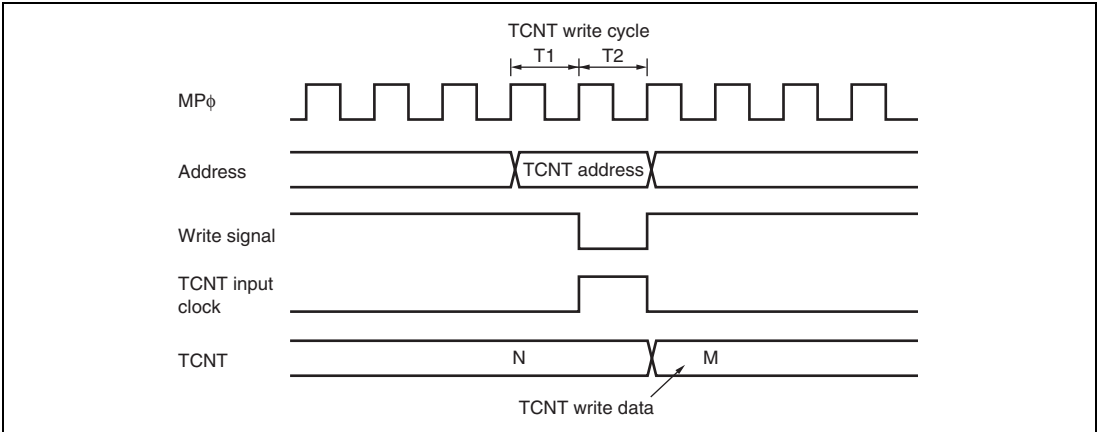 TCNT write cycle
T1 T2
MPφ
Address
TCNT address
Write signal
TCNT input
clock
TCNT
N
M
TCNT write data